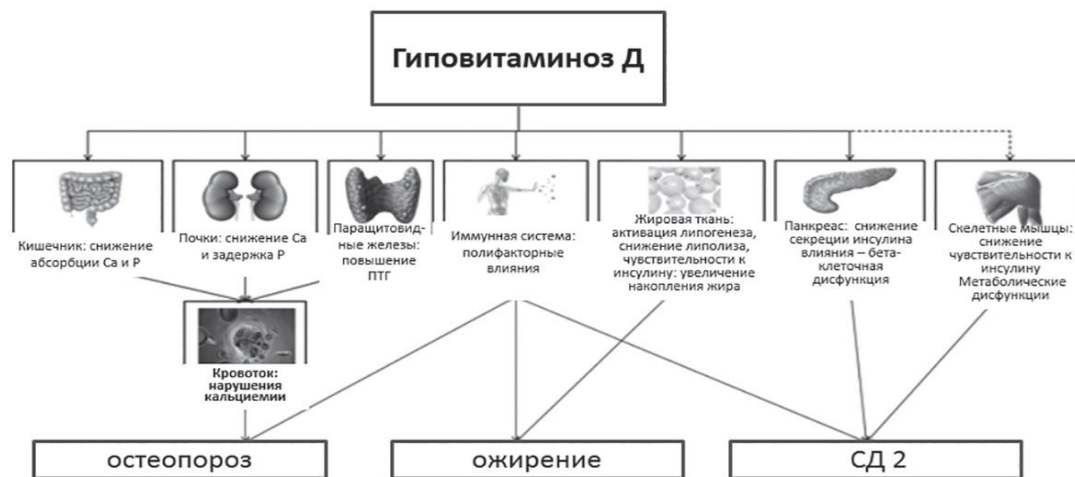 Гиповитаминоз Д
Кишечник: снижение
абсорбции Са и Р
Почки: снижение Са
и задержка Р
Паращитовид-
ные железы:
повышение
ПТГ
Иммунная система:
полифакторные
влияния
Жировая ткань:
активация липогенеза,
снижение липолиза,
чувствительности к
инсулину: увеличение
накопления жира
Панкреас: снижение
секреции инсулина
влияния – бета-
клеточная
дисфункция
Скелетные мышцы:
снижение
чувствительности к
инсулину
Метаболические
дисфункции
Кровоток:
нарушения
кальциемии
остеопороз
ожирение
СД 2